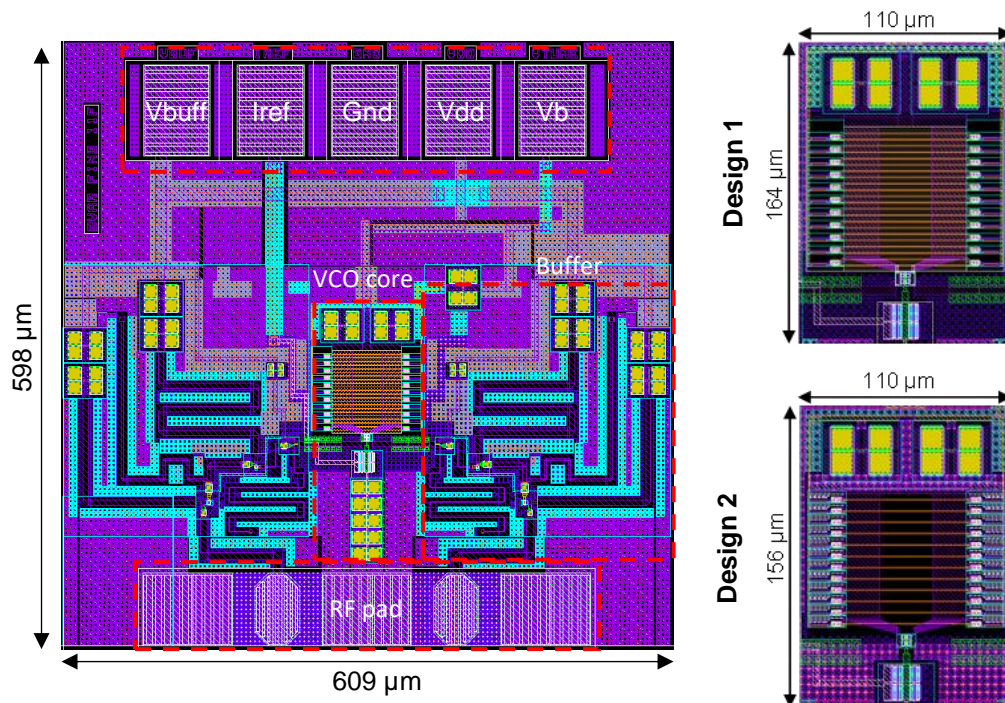 Vbuff Iref Gnd Vdd Vb
VCO core
Buffer
RF pad
598 µm
609 µm
110 µm
Design 1
164 µm
110 µm
Design 2
156 µm